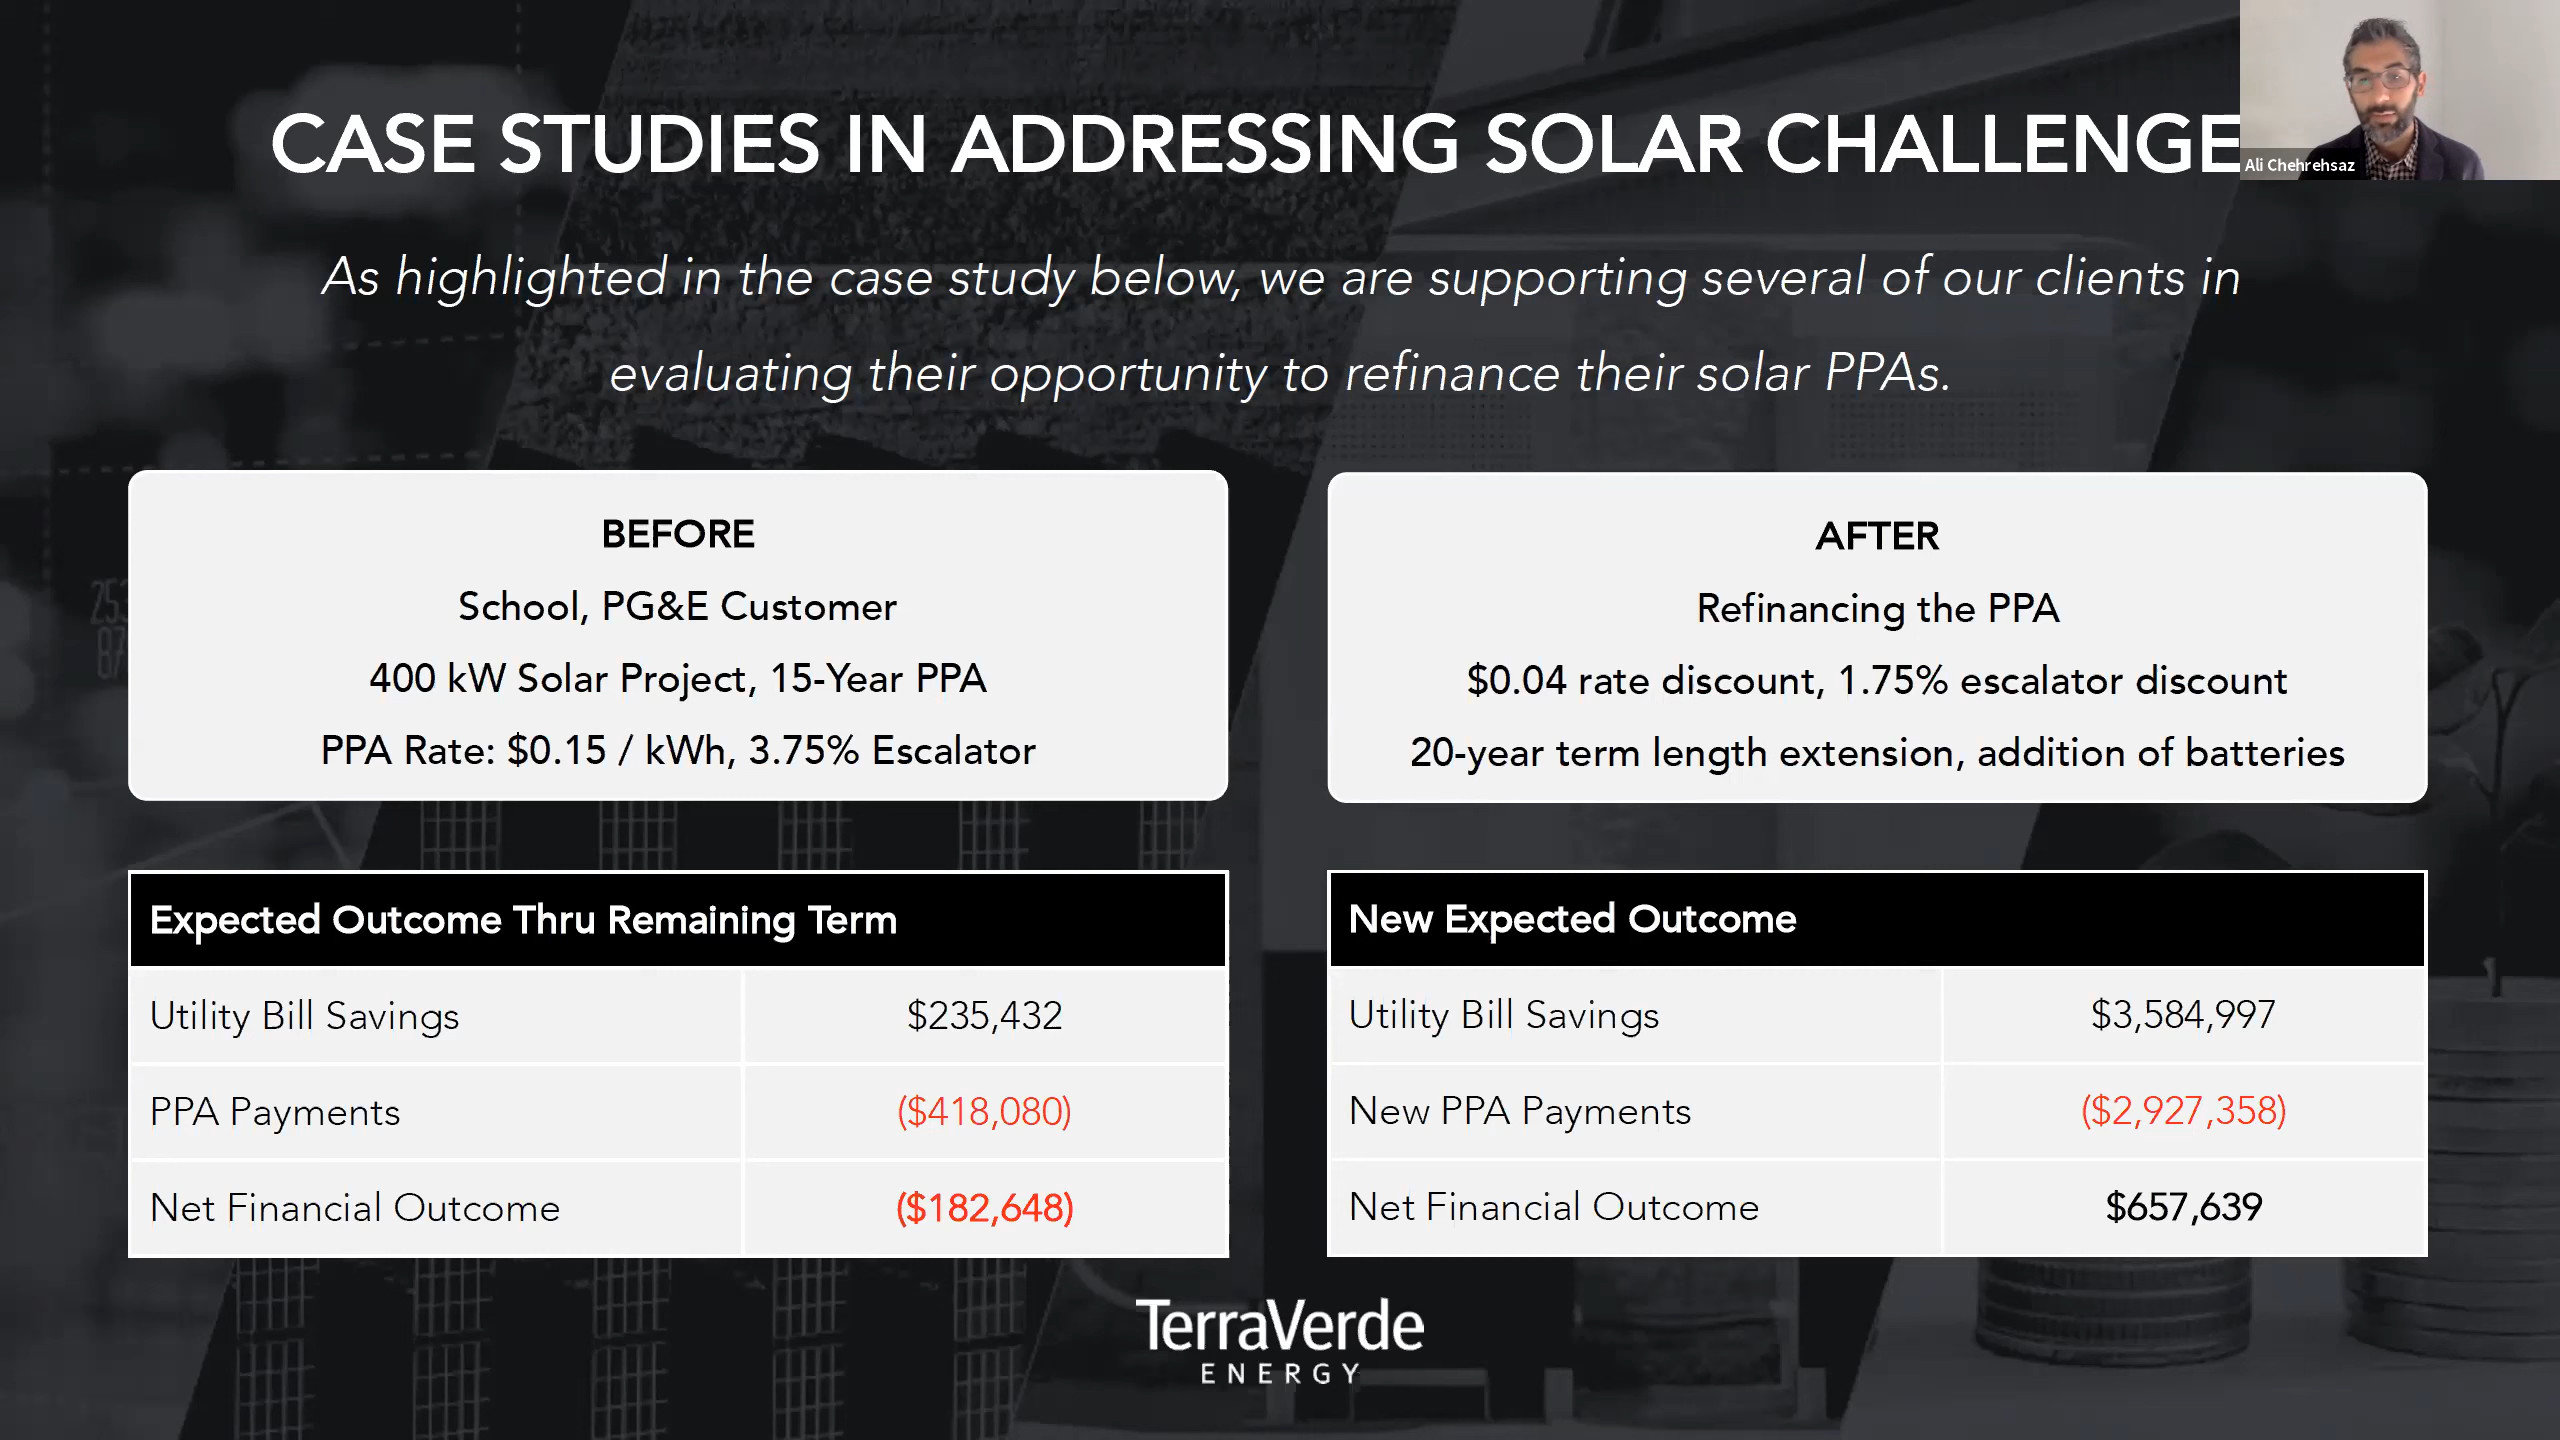 CASE STUDIES IN ADDRESSING SOLAR CHALLENGE
Ali Chehrehsaz
As highlighted in the case study below, we are supporting several of our clients in
evaluating their opportunity to refinance their solar PPAs.
BEFORE
School, PG&E Customer
400 kW Solar Project, 15-Year PPA
PPA Rate: $0.15 / kWh, 3.75% Escalator
AFTER
Refinancing the PPA
$0.04 rate discount, 1.75% escalator discount
20-year term length extension, addition of batteries
Expected Outcome Thru Remaining Term
Utility Bill Savings $235,432
PPA Payments ($418,080)
Net Financial Outcome ($182,648)
New Expected Outcome
Utility Bill Savings $3,584,997
New PPA Payments ($2,927,358)
Net Financial Outcome $657,639
TerraVerde
ENERGY